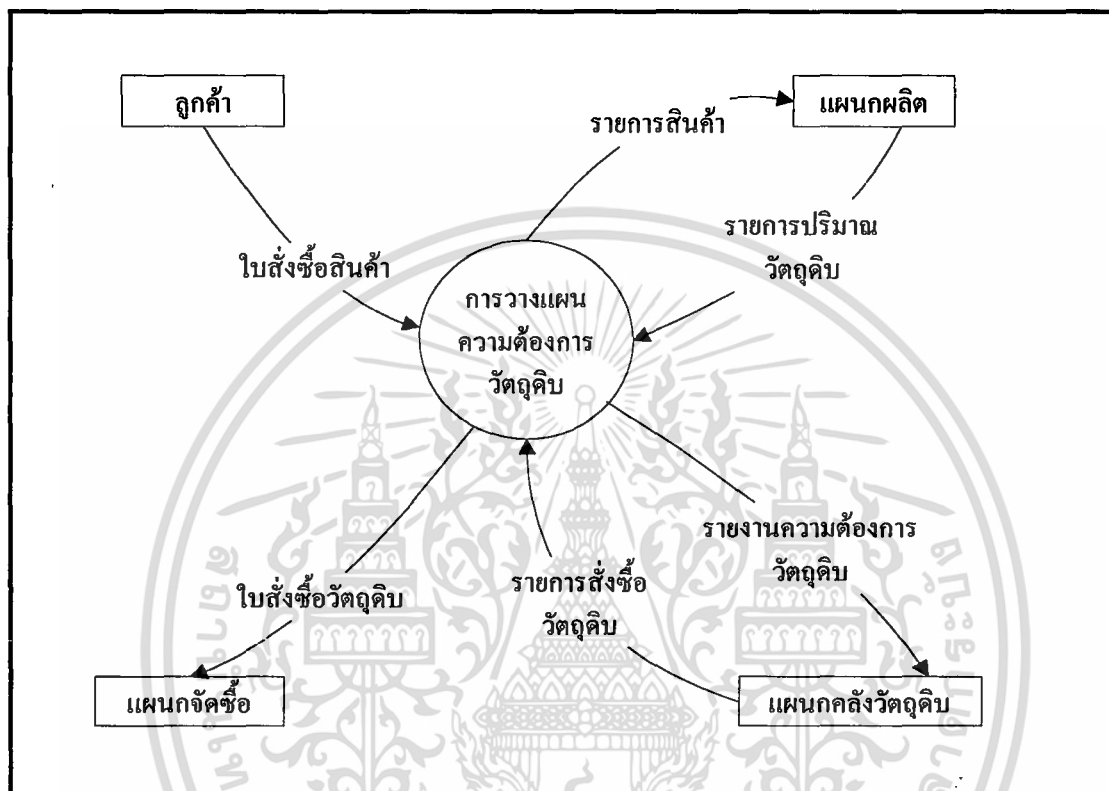 ลูกค้า
แผนกผลิต
รายการสินค้า
รายการปริมาณ
วัตถุดิบ
ใบสั่งซื้อสินค้า
การวางแผน
ความต้องการ
วัตถุดิบ
รายงานความต้องการ
วัตถุดิบ
รายการสั่งซื้อ
วัตถุดิบ
ใบสั่งซื้อวัตถุดิบ
แผนกจัดซื้อ
แผนกคลังวัตถุดิบ